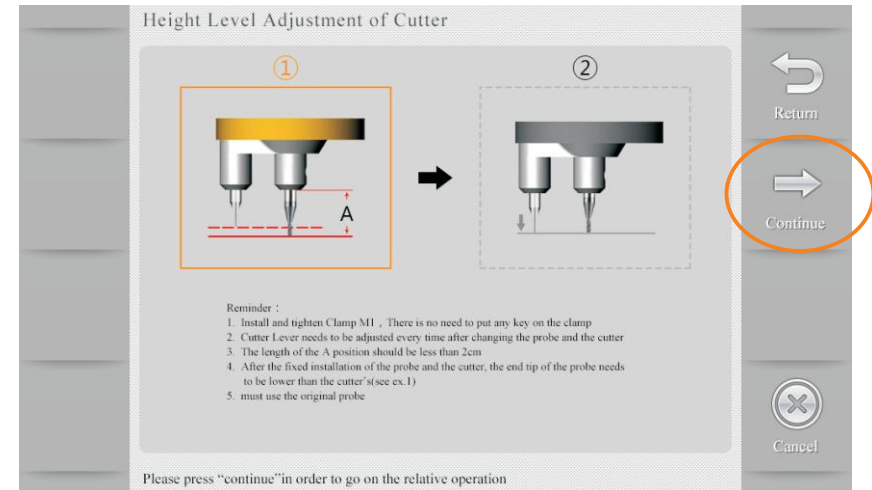 Height Level Adjustment of Cutter
① ②
A
Return
Continue
Reminder :
1. Install and tighten Clamp M1 , There is no need to put any key on the clamp
2. Cutter Lever needs to be adjusted every time after changing the probe and the cutter
3. The length of the A position should be less than 2cm
4. After the fixed installation of the probe and the cutter, the end tip of the probe needs
to be lower than the cutter's(see ex.1)
5. must use the original probe
Cancel
Please press “continue”in order to go on the relative operation